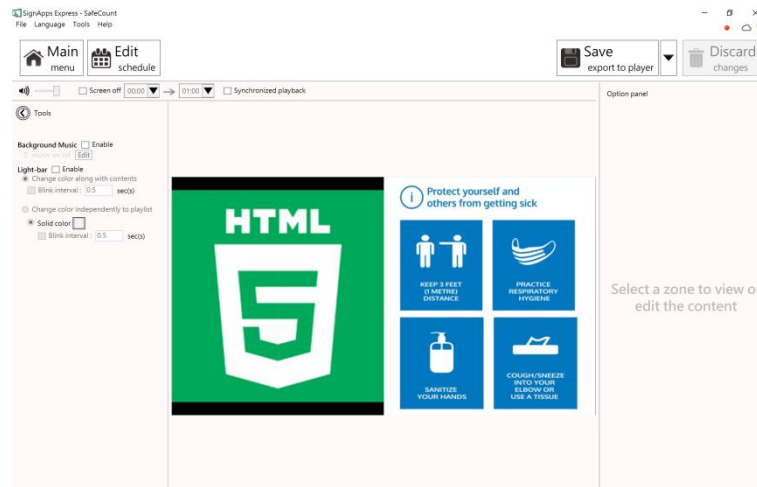 SignApps Express - SafeCount
File Language Tools Help
Main
menu
Edit
schedule
Save
export to player
Discard
changes
Screen off 00:00 01:00 Synchronized playback
Option panel
Tools
Background Music Enable
0 music on list Edit
Light-bar Enable
Change color along with contents
Blink interval : 0.5 sec(s)
Change color independently to playlist
Solid color
Blink interval : 0.5 sec(s)
HTML
5
i
Protect yourself and
others from getting sick
KEEP 3 FEET
(1 METRE)
DISTANCE
PRACTICE
RESPIRATORY
HYGIENE
SANITIZE
YOUR HANDS
COUGH/SNEEZE
INTO YOUR
ELBOW OR
USE A TISSUE
Select a zone to view o
edit the content